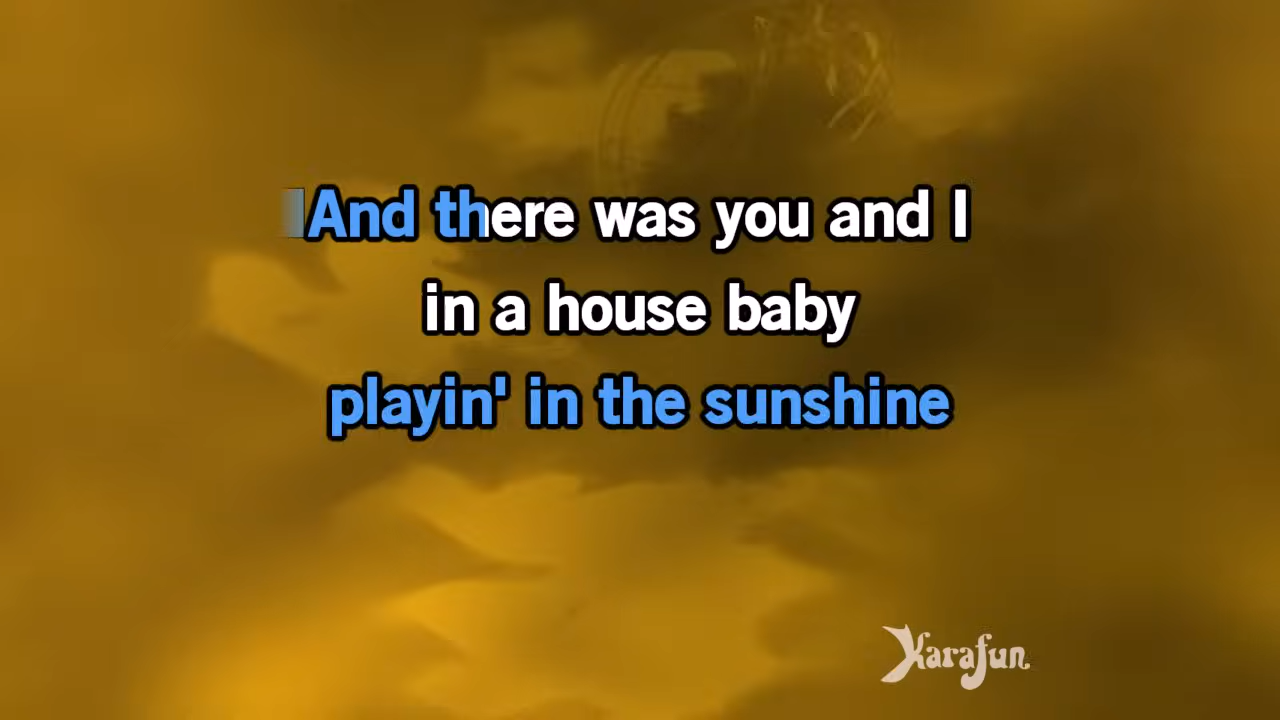 And there was you and I
in a house baby
playin' in the sunshine
Karafun